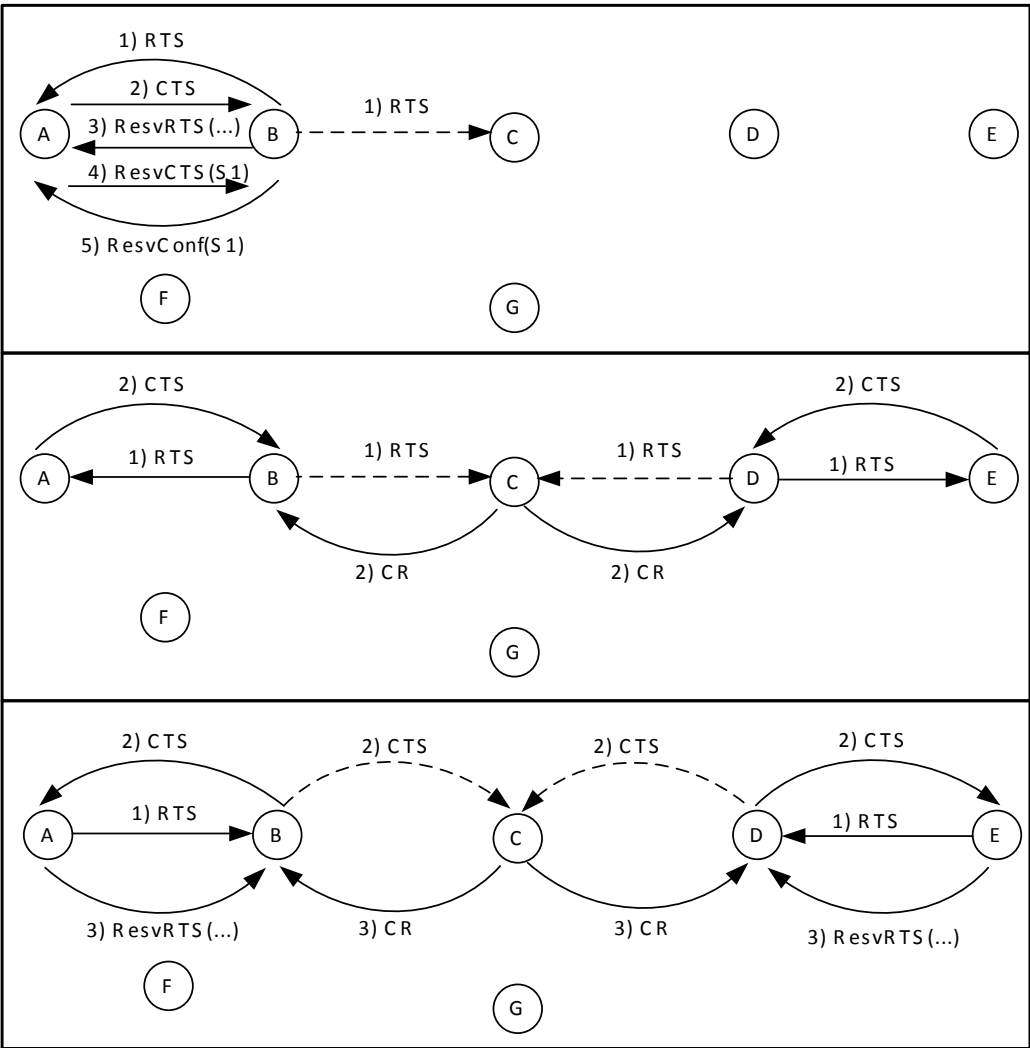 1) RTS
2) CTS
1) RTS
A
3) ResvRTS(...)
B
C
D
E
4) ResvCTS(S1)
5) ResvConf(S1)
F
G
2) CTS
2) CTS
1) RTS
1) RTS
1) RTS
1) RTS
A
B
C
D
E
2) CR
2) CR
F
G
2) CTS
2) CTS
2) CTS
2) CTS
1) RTS
1) RTS
A
B
C
D
E
3) ResvRTS(...)
3) CR
3) CR
3) ResvRTS(...)
F
G